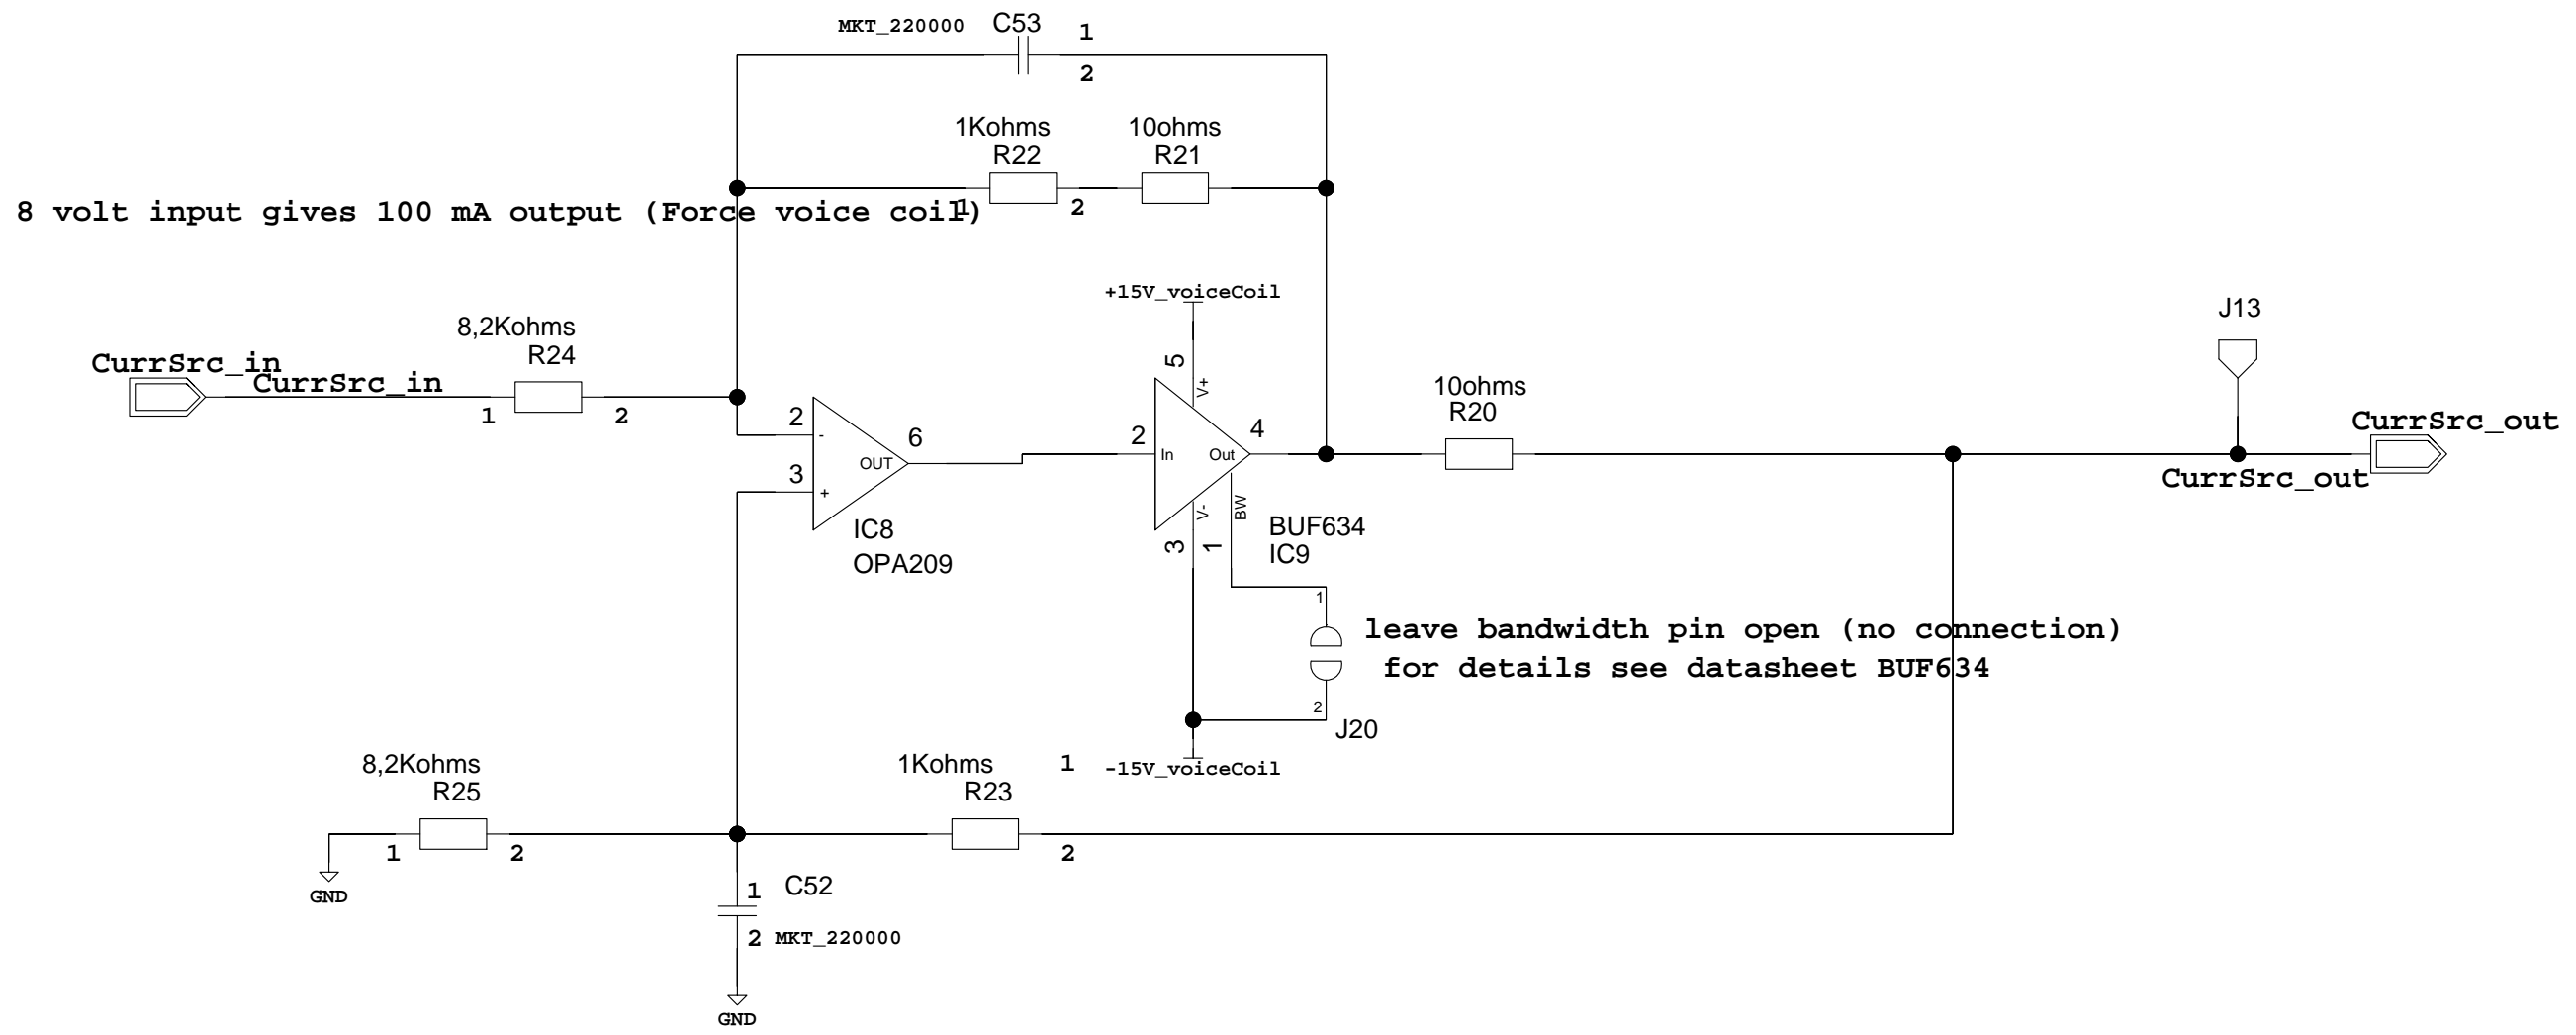 MKT_220000
C53
1
2
1Kohms
R22
10ohms
R21
1
2
8 volt input gives 100 mA output (Force voice coil)
+15V_voiceCoil
J13
8,2Kohms
R24
CurrSrc_in
CurrSrc_in
1
2
2
-
3
+
OUT
6
IC8
OPA209
5
V+
2
In
Out
4
V-
BW
3
1
BUF634
IC9
10ohms
R20
CurrSrc_out
CurrSrc_out
1
leave bandwidth pin open (no connection)
for details see datasheet BUF634
2
J20
-15V_voiceCoil
8,2Kohms
R25
1
2
1Kohms
R23
1
2
GND
1
C52
2
MKT_220000
GND